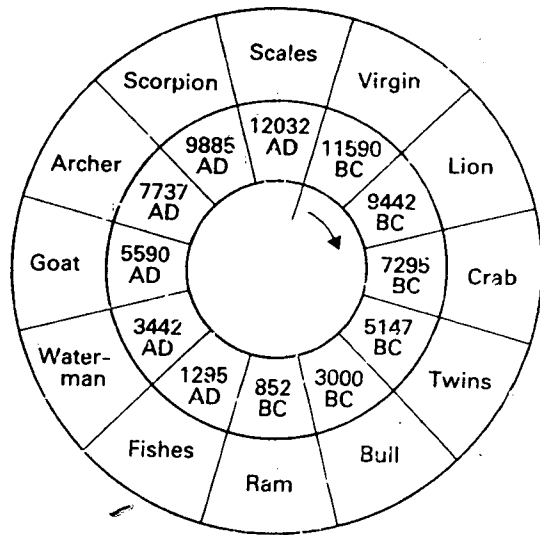 Scales
Virgin
Lion
Crab
Twins
Bull
Ram
Fishes
Water-
man
Goat
Archer
Scorpion
12032
AD
11590
BC
9442
BC
7295
BC
5147
BC
3000
BC
852
BC
1295
AD
3442
AD
5590
AD
7737
AD
9885
AD